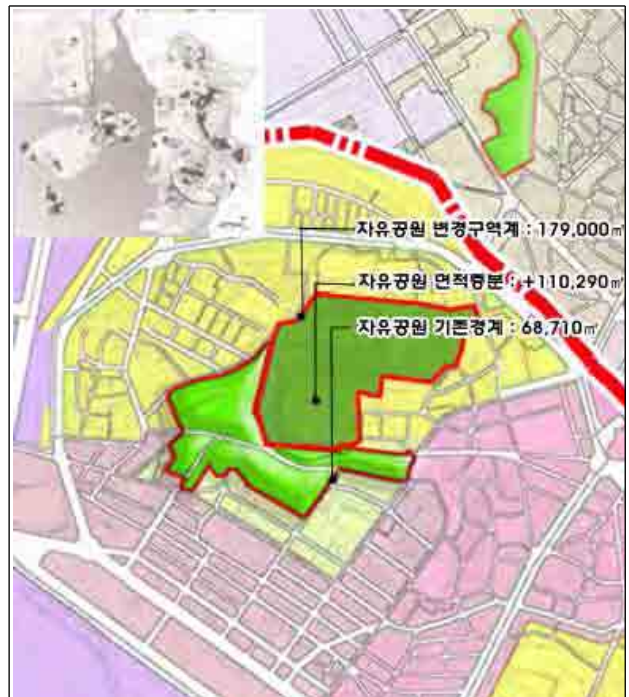 자유공원 변경구역계 : 179,000㎡
자유공원 면적증분 : +110,290㎡
자유공원 기존경계 : 68,710㎡